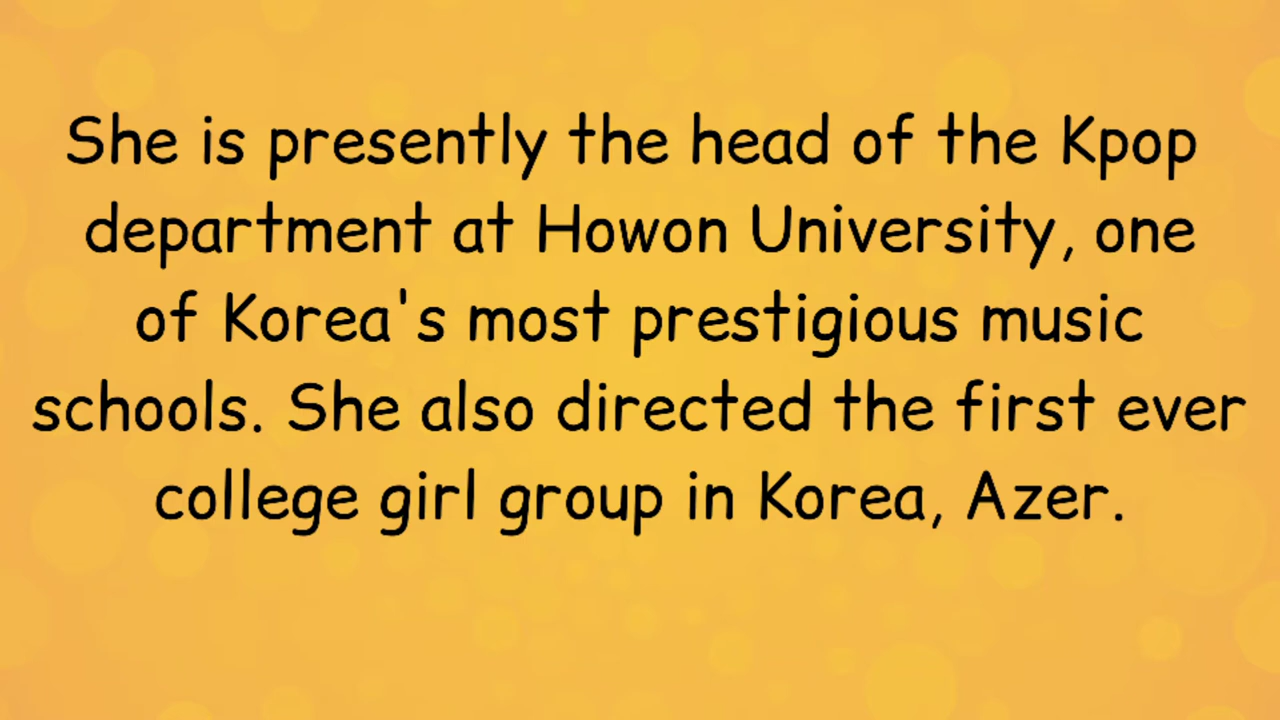 She is presently the head of the Kpop
department at Howon University, one
of Korea's most prestigious music
schools. She also directed the first ever
college girl group in Korea, Azer.